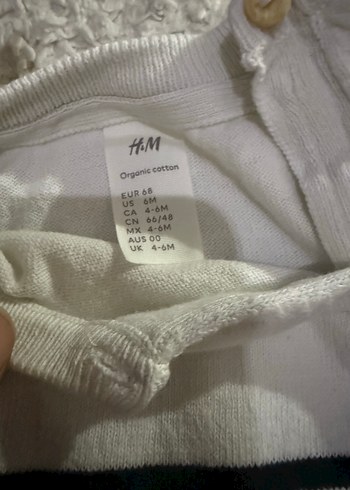 H&M
Organic cotton
EUR 68
US 6M
CA 4-6M
CN 66/48
MX 4-6M
AUS 00
UK 4-6M